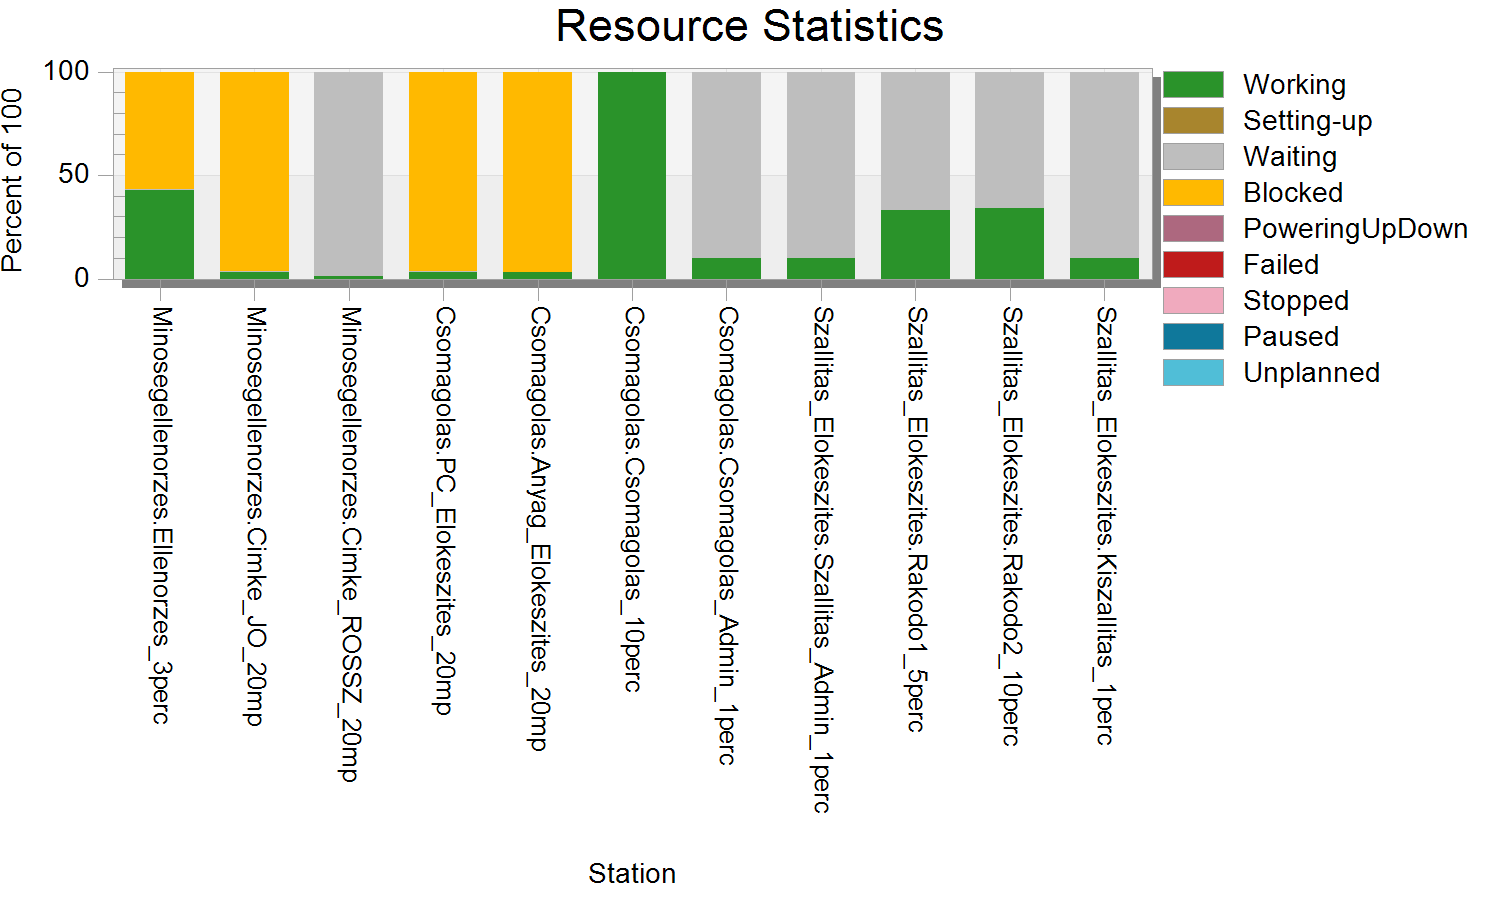 Resource Statistics
Percent of 100
100
50
0
Working
Setting-up
Waiting
Blocked
PoweringUpDown
Failed
Stopped
Paused
Unplanned
Minosegellenorzes.Ellenorzes_3perc
Minosegellenorzes.Cimke_JO_20mp
Minosegellenorzes.Cimke_ROSSZ_20mp
Csomagolas.PC_Elokeszites_20mp
Csomagolas.Anyag_Elokeszites_20mp
Csomagolas.Csomagolas_10perc
Csomagolas.Csomagolas_Admin_1perc
Szallitas_Elokeszites.Szallitas_Admin_1perc
Szallitas_Elokeszites.Rakodo1_5perc
Szallitas_Elokeszites.Rakodo2_10perc
Szallitas_Elokeszites.Kiszallitas_1perc
Station